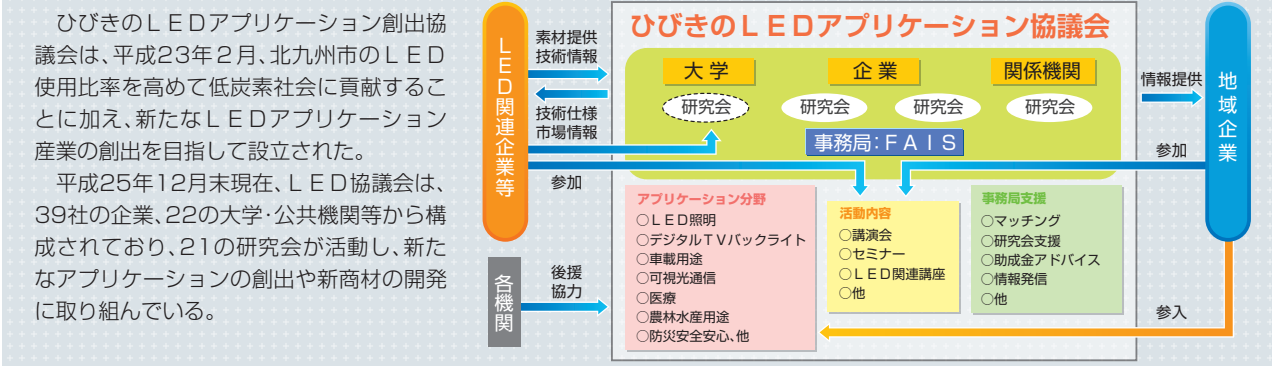 ひびきのＬＥＤアプリケーション創出協
議会は、平成23年２月、北九州市のＬＥＤ
使用比率を高めて低炭素社会に貢献するこ
とに加え、新たなＬＥＤアプリケーション
産業の創出を目指して設立された。
平成25年12月末現在、ＬＥＤ協議会は、
39社の企業、22の大学･公共機関等から構
成されており、21の研究会が活動し、新た
なアプリケーションの創出や新商材の開発
に取り組んでいる。
ＬＥＤ関連企業等
素材提供
技術情報
技術仕様
市場情報
参加
各機関
後援
協力
ひびきのＬＥＤアプリケーション協議会
大学
企業
関係機関
研究会
研究会
研究会
研究会
事務局：ＦＡＩＳ
アプリケーション分野
○ＬＥＤ照明
○デジタルＴＶバックライト
○車載用途
○可視光通信
○医療
○農林水産用途
○防災安全安心、他
活動内容
○講演会
○セミナー
○ＬＥＤ関連講座
○他
事務局支援
○マッチング
○研究会支援
○助成金アドバイス
○情報発信
○他
情報提供
参加
参入
地域企業